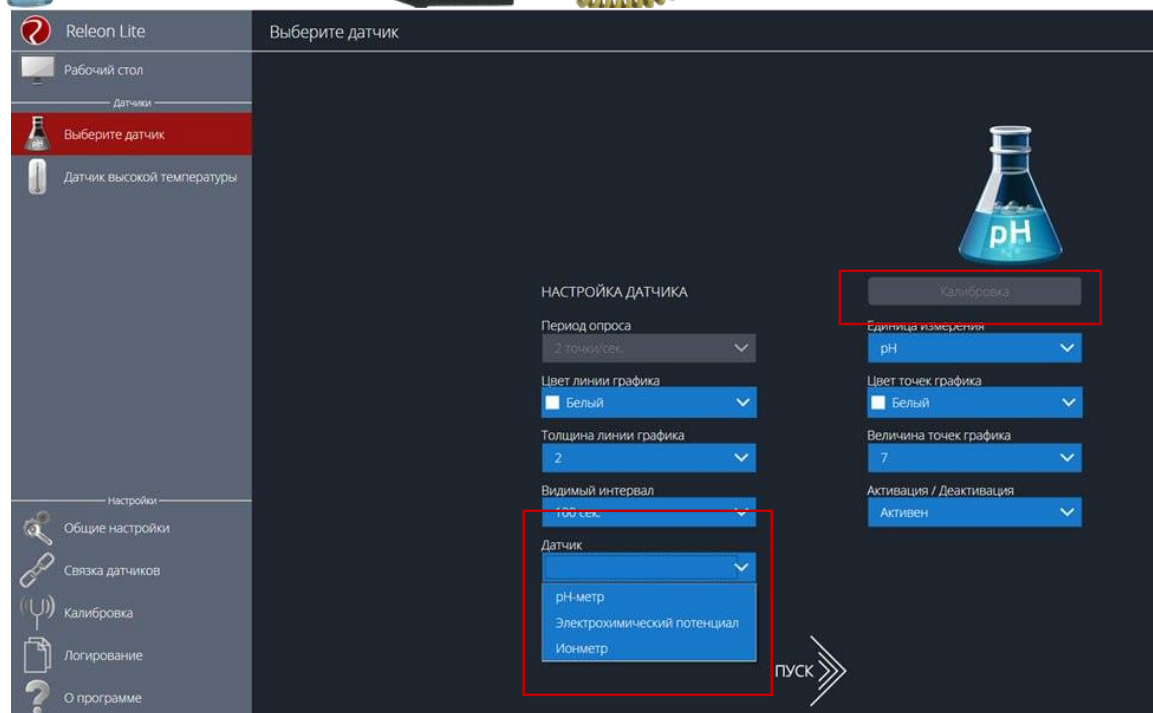 Releon Lite
Выберите датчик
Рабочий стол
Датчики
Выберите датчик
Датчик высокой температуры
pH
pH
НАСТРОЙКА ДАТЧИКА
Калибровка
Период опроса
Единица измерения
2 точки/сек.
pH
Цвет линии графика
Цвет точек графика
Белый
Белый
Толщина линии графика
Величина точек графика
2
7
Видимый интервал
Активация / Деактивация
100 сек.
Активен
Датчик
pH-метр
Электрохимический потенциал
Ионметр
ПУСК
Настройки
Общие настройки
Связка датчиков
Калибровка
Логирование
О программе